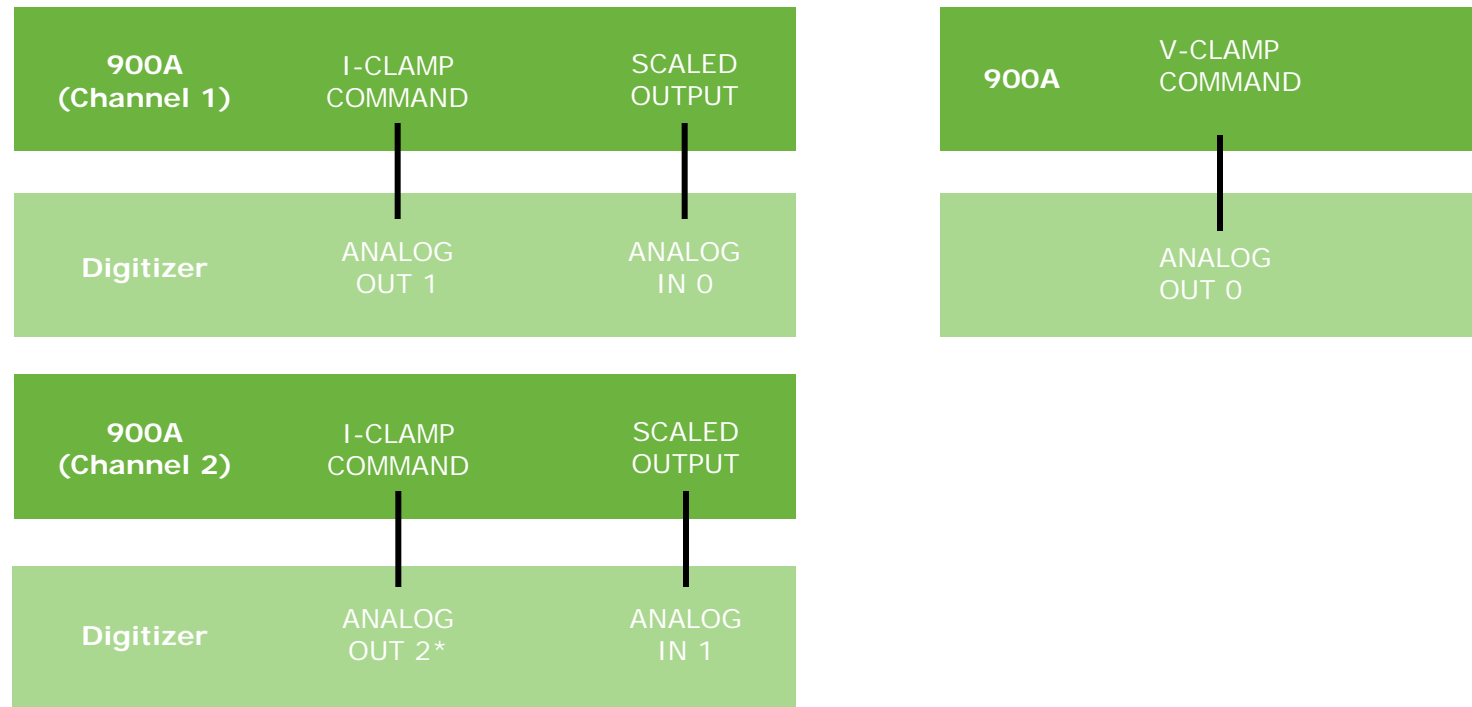 900A
(Channel 1)
I-CLAMP
COMMAND
SCALED
OUTPUT
Digitizer
ANALOG
OUT 1
ANALOG
IN 0
900A
V-CLAMP
COMMAND
ANALOG
OUT 0
900A
(Channel 2)
I-CLAMP
COMMAND
SCALED
OUTPUT
Digitizer
ANALOG
OUT 2*
ANALOG
IN 1